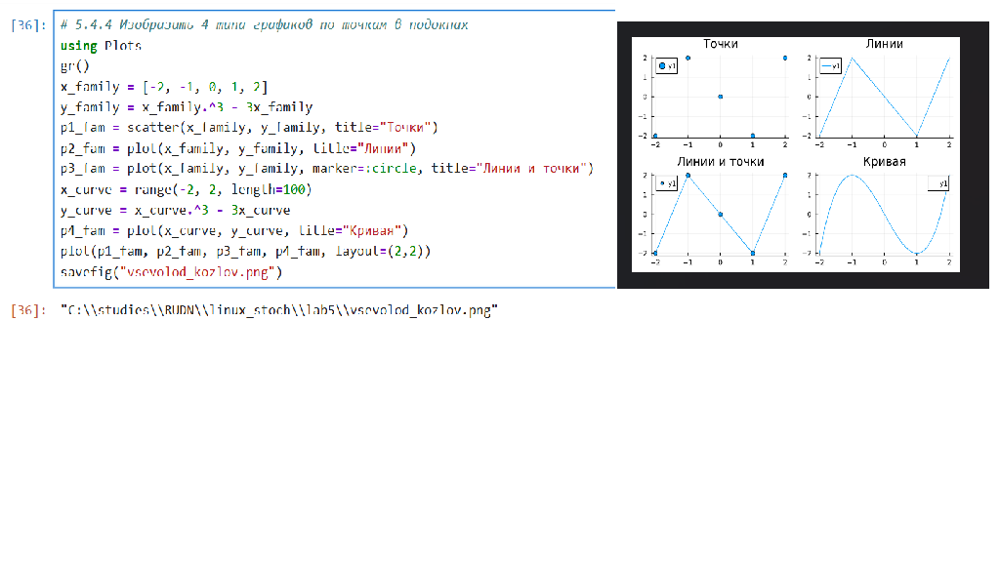 [36]: # 5.4.4 Изобразить 4 типа графиков по точкам в подокнах
using Plots
gr()
x_family = [-2, -1, 0, 1, 2]
y_family = x_family.^3 - 3x_family
p1_fam = scatter(x_family, y_family, title="Точки")
p2_fam = plot(x_family, y_family, title="Линии")
p3_fam = plot(x_family, y_family, marker=:circle, title="Линии и точки")
x_curve = range(-2, 2, length=100)
y_curve = x_curve.^3 - 3x_curve
p4_fam = plot(x_curve, y_curve, title="Кривая")
plot(p1_fam, p2_fam, p3_fam, p4_fam, layout=(2,2))
savefig("vsevolod_kozlov.png")
[36]: "C:\\studies\\RUDN\\linux_stoch\\lab5\\vsevolod_kozlov.png"
Точки
y1
2
1
0
−1
−2
−2 −1 0 1 2
Линии
y1
2
1
0
−1
−2
−2 −1 0 1 2
Линии и точки
y1
2
1
0
−1
−2
−2 −1 0 1 2
Кривая
y1
2
1
0
−1
−2
−2 −1 0 1 2